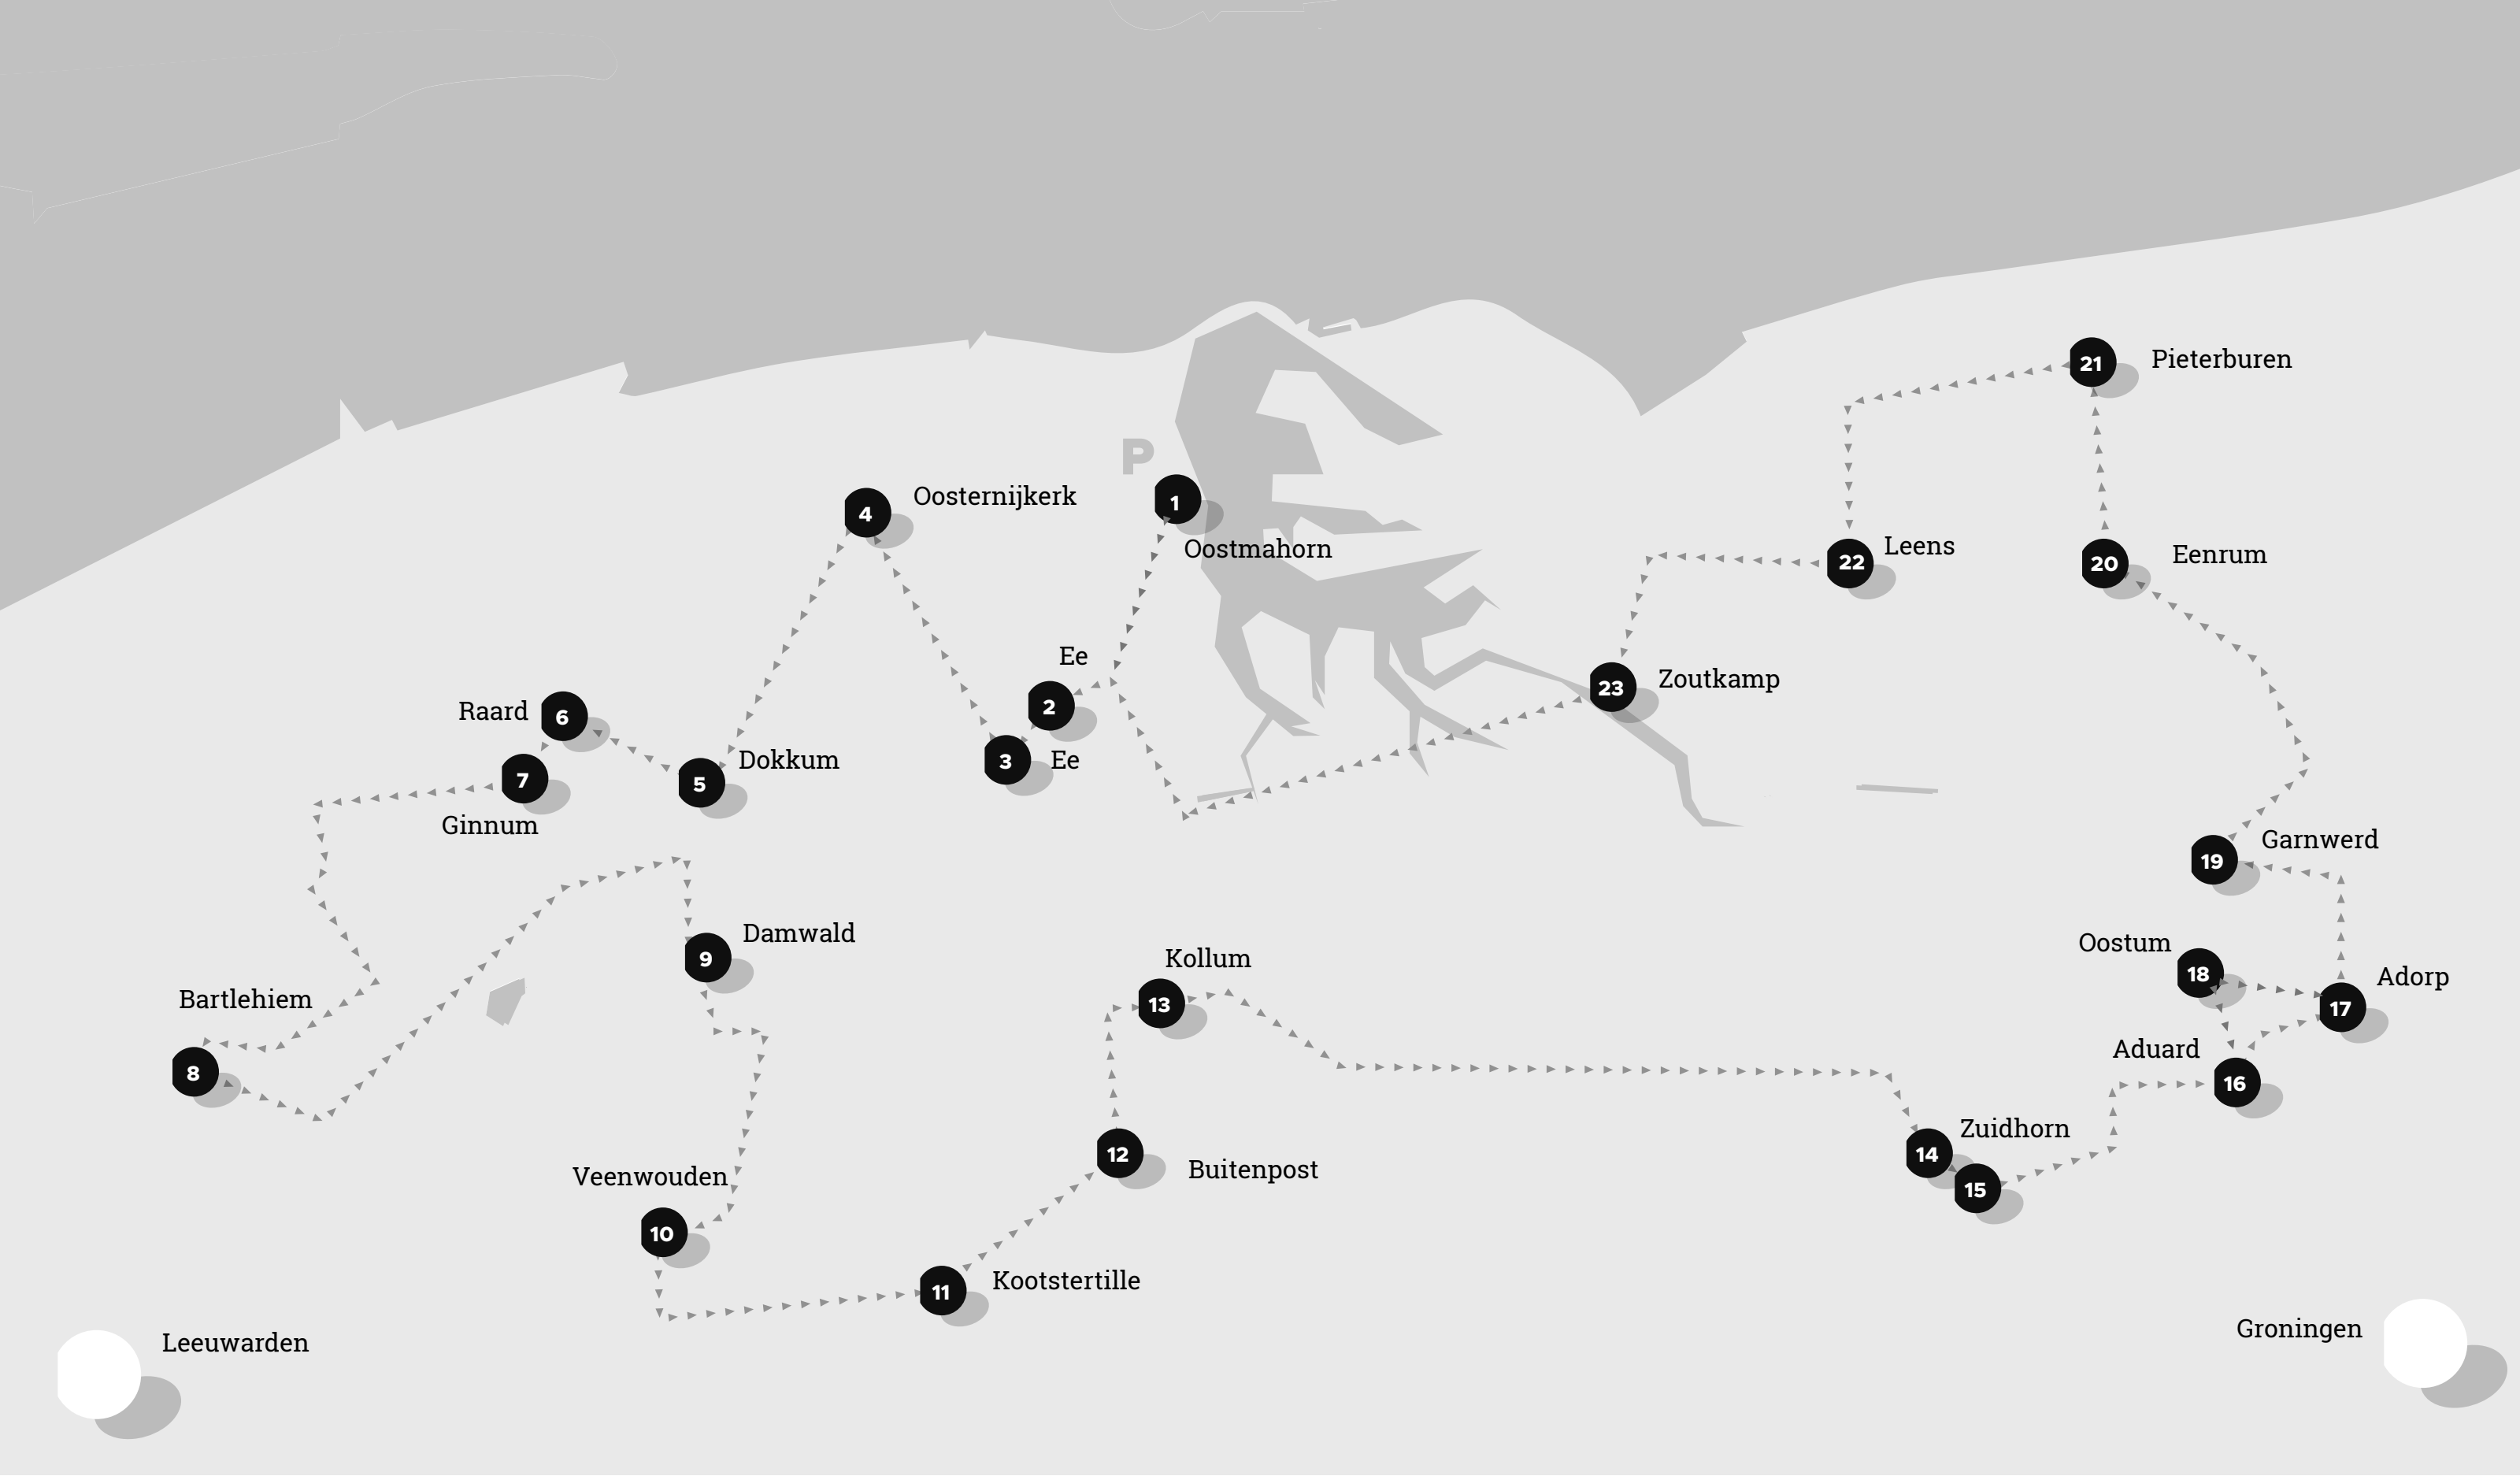 21 Pieterburen
P
4 Oosternijkerk
1
Oostmahorn
22 Leens
20 Eenrum
Ee
2
23 Zoutkamp
Raard 6
3 Ee
5 Dokkum
7
Ginnum
19 Garnwerd
9 Damwald
Kollum
13
Oostum
18
Adorp
17
Bartlehiem
8
Aduard
16
12 Buitenpost
14 Zuidhorn
15
Veenwouden
10
11 Kootstertille
Leeuwarden
Groningen